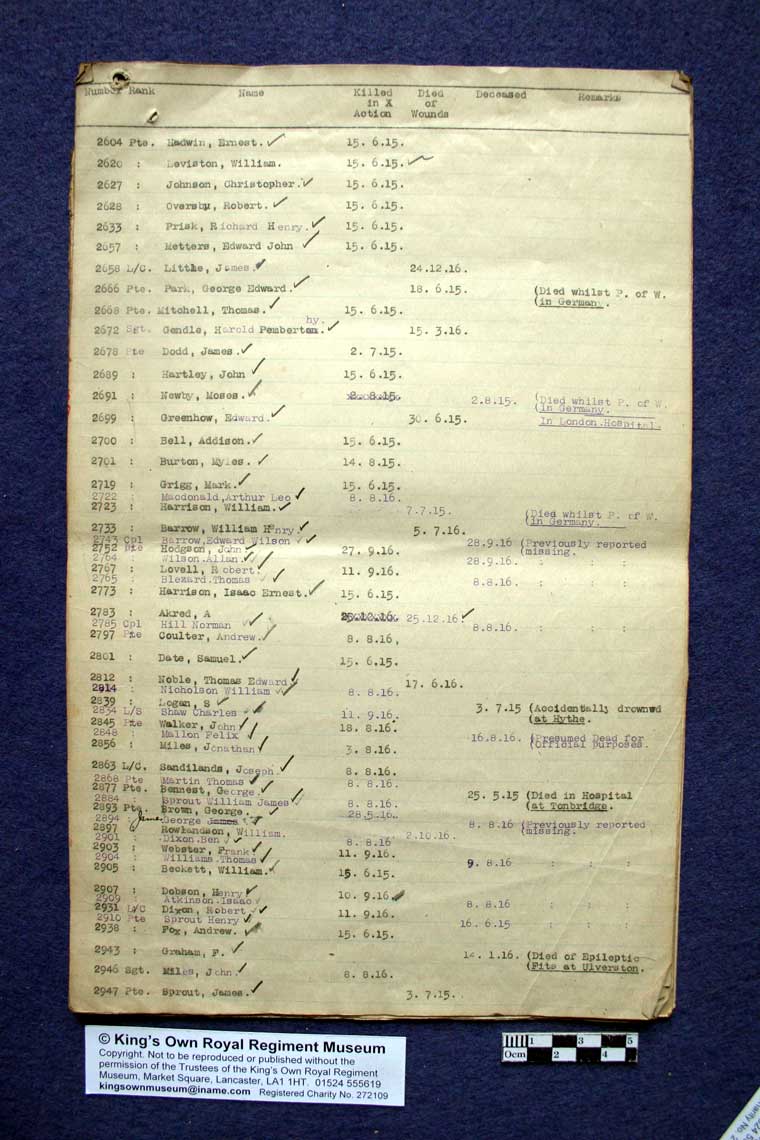 Number Rank Name Killed in X Action Died of Wounds Deceased Remarks
2604 Pte. Hadwin, Ernest. 15. 6.15.
2620 : Leviston, William. 15. 6.15.
2627 : Johnson, Christopher. 15. 6.15.
2628 : Oversby, Robert. 15. 6.15.
2633 : Prisk, Richard Henry. 15. 6.15.
2657 : Metters, Edward John 15. 6.15.
2658 L/C. Little, James. 24.12.16.
2666 Pte. Park, George Edward. 18. 6.15. (Died whilst P. of W.
(in Germany.
2668 Pte. Mitchell, Thomas. 15. 6.15.
2672 Sgt. Gendle, Harold Pemberthy. 15. 3.16.
2678 Pte Dodd, James. 2. 7.15.
2689 : Hartley, John 15. 6.15.
2691 : Newby, Moses. 2. 8.15. 2.8.15. (Died whilst P. of W.
(in Germany.
2699 : Greenhow, Edward. 30. 6.15. In London.Hospital.
2700 : Bell, Addison. 15. 6.15.
2701 : Burton, Myles. 14. 8.15.
2719 : Grigg, Mark. 15. 6.15.
2722 : Macdonald,Arthur Leo 8. 8.16.
2723 : Harrison, William. 7.7.15. (Died whilst P. of W.
(in Germany.
2733 : Barrow, William Henry. 5. 7.16.
2743 Cpl Barrow,Edward Wilson 28.9.16 (Previously reported
missing.
2752 Pte Hodgson, John 27. 9.16.
2764 : Wilson.Allan. 28.9.16. : : :
2767 : Lovell, Robert. 11. 9.16.
2765 : Blezard.Thomas 8.8.16. : : :
2773 : Harrison, Isaac Ernest. 15. 6.15.
2783 : Akred, A 25.12.16. 25.12.16.
2785 Cpl Hill Norman 8.8.16. : : :
2797 Pte Coulter, Andrew. 8. 8.16,
2801 : Date, Samuel. 15. 6.15.
2812 : Noble, Thomas Edward 17. 6.16.
2814 : Nicholson William 8. 8.16.
2839 : Logan, S 3. 7.15 (Accidentally drowned
(at Hythe.
2834 L/S Shaw Charles 11. 9.16.
2845 Pte Walker, John 18. 8.16.
2848 : Mallon Felix 16.8.16. (Presumed Dead for
(official purposes.
2856 : Miles, Jonathan 3. 8.16.
2863 L/C. Sandilands, Joseph. 8. 8.16.
2868 Pte Martin Thomas 8. 8.16.
2877 Pte. Bennest, George. 25. 5.15 (Died in Hospital
(at Tonbridge.
2884 : Sprout William James 8. 8.16.
2893 Pte. Brown, George. 28.5.16.
2894 : James George James 8. 8.16 (Previously reported
(missing.
2897 : Rowlandson, William. 2.10.16.
2901 : Dixon.Ben 8. 8.16
2903 : Webster, Frank. 11. 9.16.
2904 : Williams.Thomas 9. 8.16 : : :
2905 : Beckett, William. 15. 6.15.
2907 : Dobson, Henry 10. 9.16.
2909 : Atkinson.Isaac 8. 8.16 : : :
2931 L/C Dixon, Robert 11. 9.16.
2910 Pte Sprout Henry 16. 6.15 : : :
2938 : Fox, Andrew. 15. 6.15.
2943 : Graham, F. 14. 1.16. (Died of Epileptic
(Fits at Ulverston.
2946 Sgt. Miles, John. 8. 8.16.
2947 Pte. Sprout, James. 3. 7.15.
© King's Own Royal Regiment Museum
Copyright. Not to be reproduced or published without the
permission of the Trustees of the King's Own Royal Regiment
Museum, Market Square, Lancaster, LA1 1HT. 01524 555619
kingsownmuseum@iname.com Registered Charity No. 272109
0cm 1 2 3 4 5